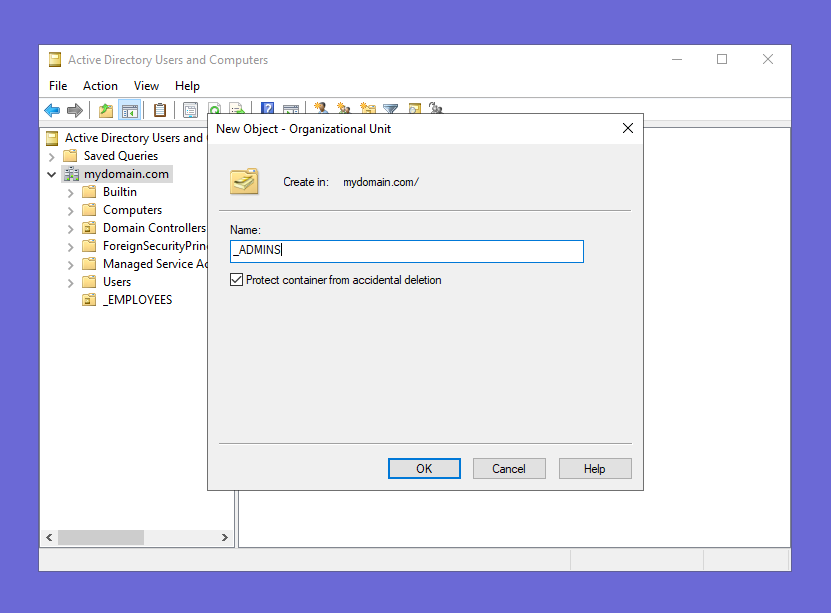 Active Directory Users and Computers
File Action View Help
New Object - Organizational Unit
Active Directory Users and
Saved Queries
mydomain.com
Builtin
Computers
Domain Controllers
ForeignSecurityPrin
Managed Service Ac
Users
_EMPLOYEES
Create in: mydomain.com/
Name:
_ADMINS
Protect container from accidental deletion
OK Cancel Help